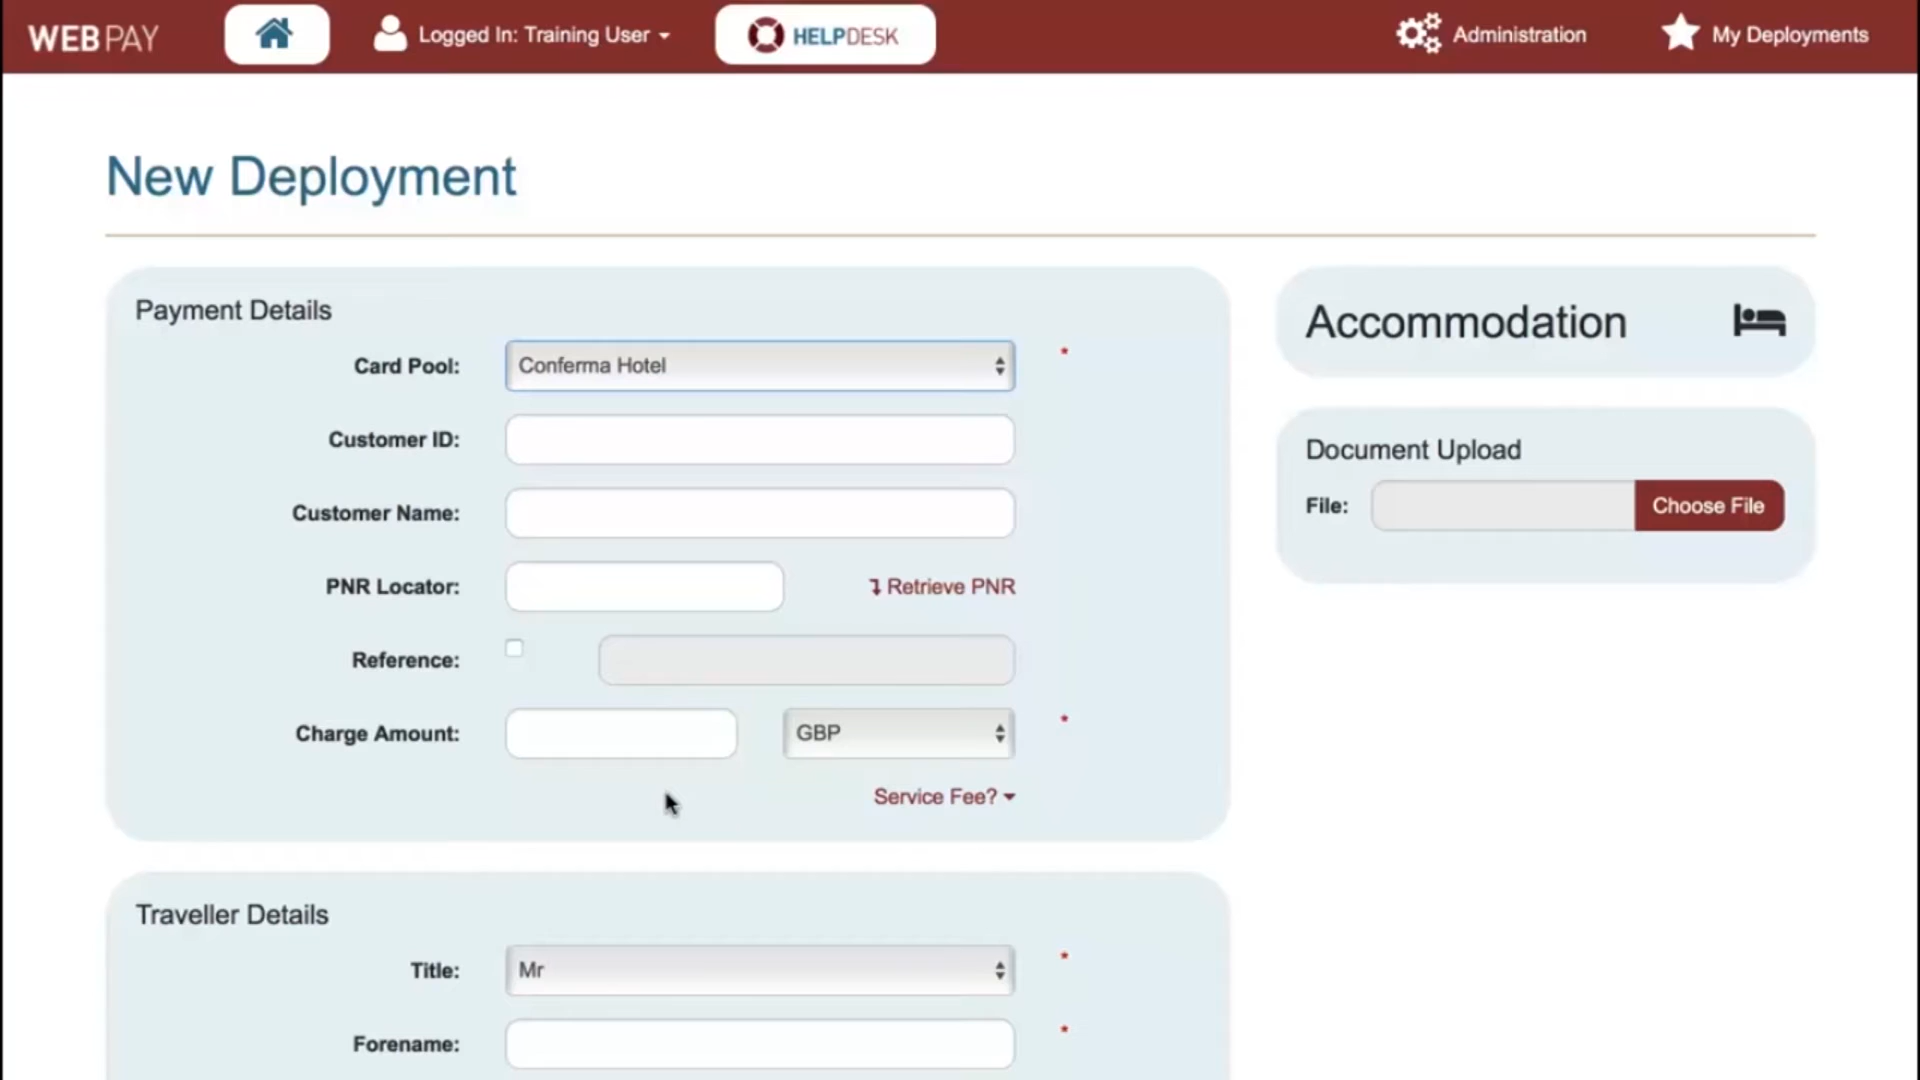 WEBPAY
Logged In: Training User
HELPDESK
Administration
My Deployments
New Deployment
Payment Details
Card Pool:
Conferma Hotel
*
Customer ID:
Customer Name:
PNR Locator:
Retrieve PNR
Reference:
Charge Amount:
GBP
*
Service Fee?
Accommodation
Document Upload
File:
Choose File
Traveller Details
Title:
Mr
*
Forename:
*